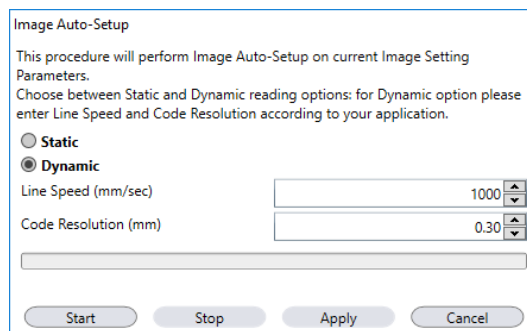 Image Auto-Setup
This procedure will perform Image Auto-Setup on current Image Setting
Parameters.
Choose between Static and Dynamic reading options: for Dynamic option please
enter Line Speed and Code Resolution according to your application.
Static
Dynamic
Line Speed (mm/sec) 1000
Code Resolution (mm) 0.30
Start Stop Apply Cancel